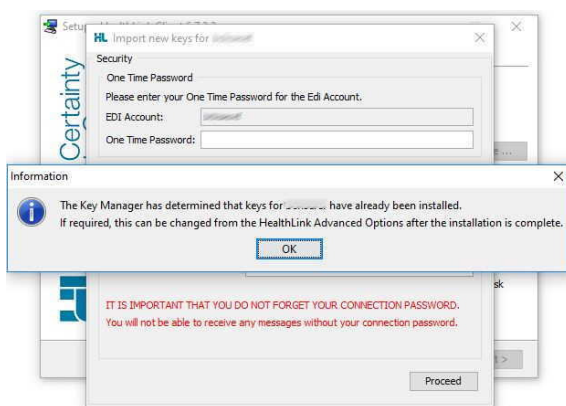 Setup
HL Import new keys for
Security
One Time Password
Please enter your One Time Password for the Edi Account.
EDI Account:
One Time Password:
Certainty
Information
The Key Manager has determined that keys for have already been installed.
If required, this can be changed from the HealthLink Advanced Options after the installation is complete.
OK
sk
IT IS IMPORTANT THAT YOU DO NOT FORGET YOUR CONNECTION PASSWORD.
You will not be able to receive any messages without your connection password.
t >
Proceed